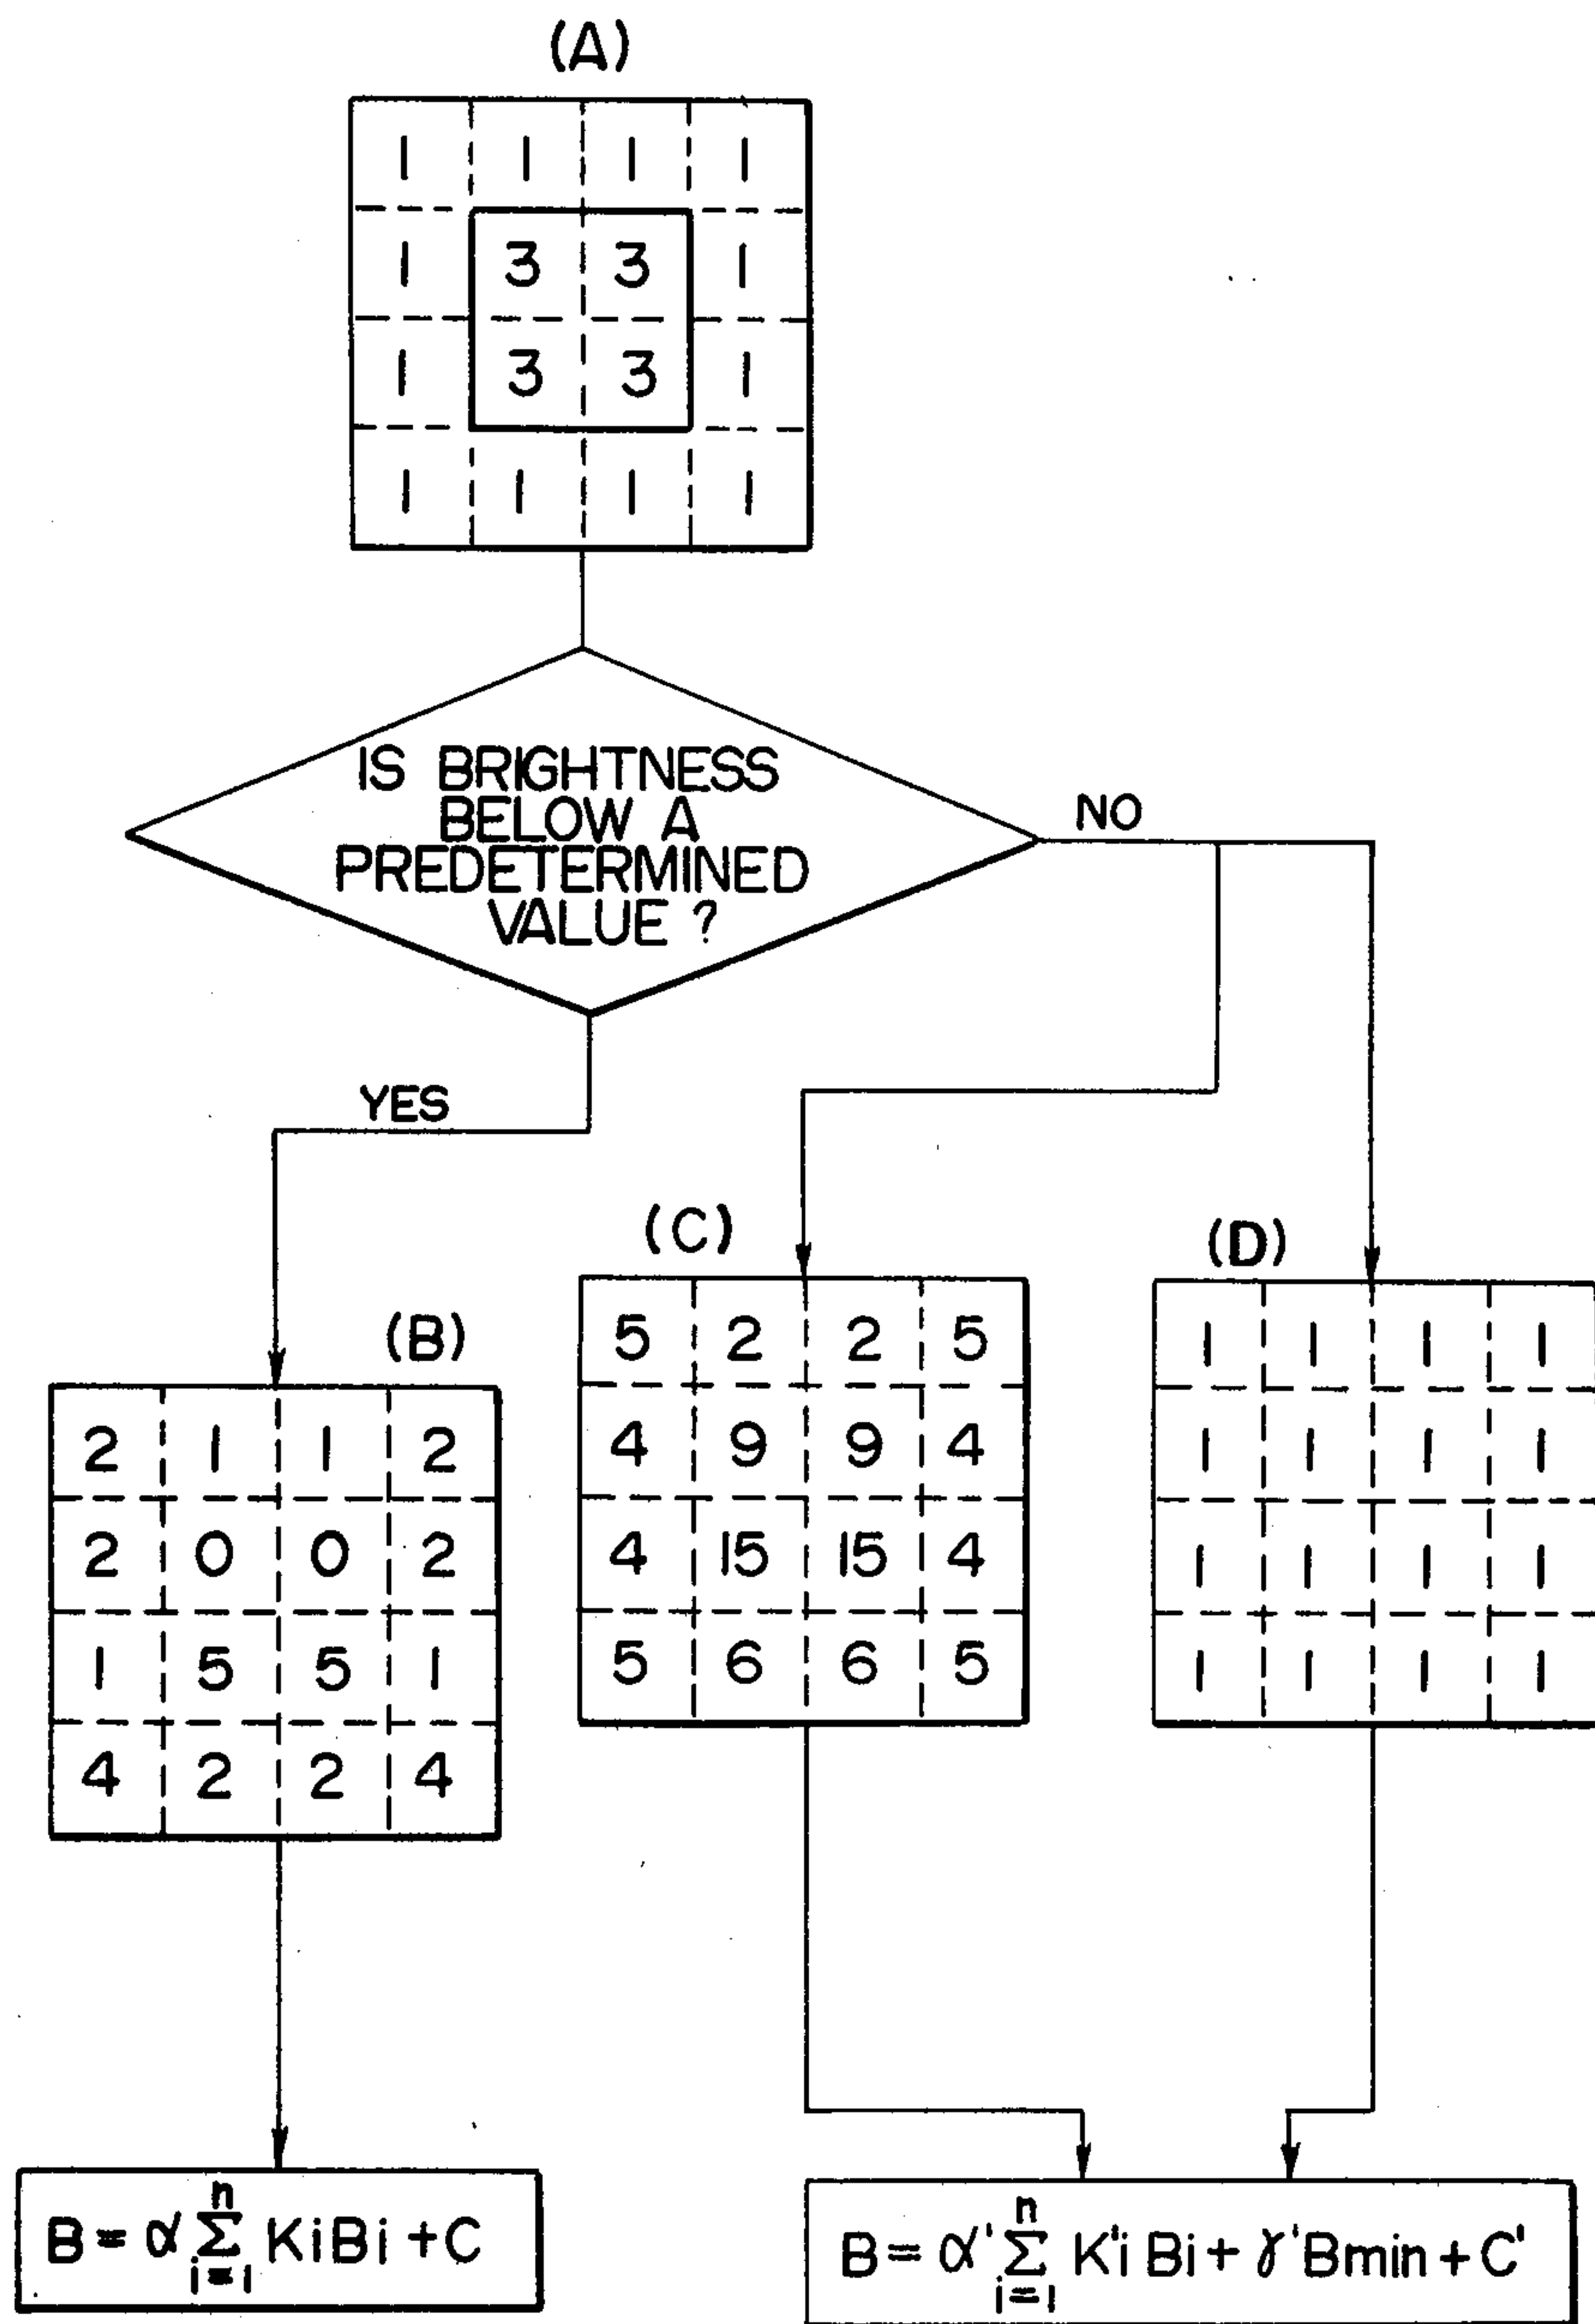 (A)
1 1 1 1
1 3 3 1
1 3 3 1
1 1 1 1
IS BRIGHTNESS
BELOW A
PREDETERMINED
VALUE ?
NO
YES
(B)
2 1 1 2
2 0 0 2
1 5 5 1
4 2 2 4
(C)
5 2 2 5
4 9 9 4
4 15 15 4
5 6 6 5
(D)
1 1 1 1
1 1 1 1
1 1 1 1
1 1 1 1
B = α n∑i=1 KiBi + C
B = α' n∑i=1 K'i Bi + γ' Bmin + C'